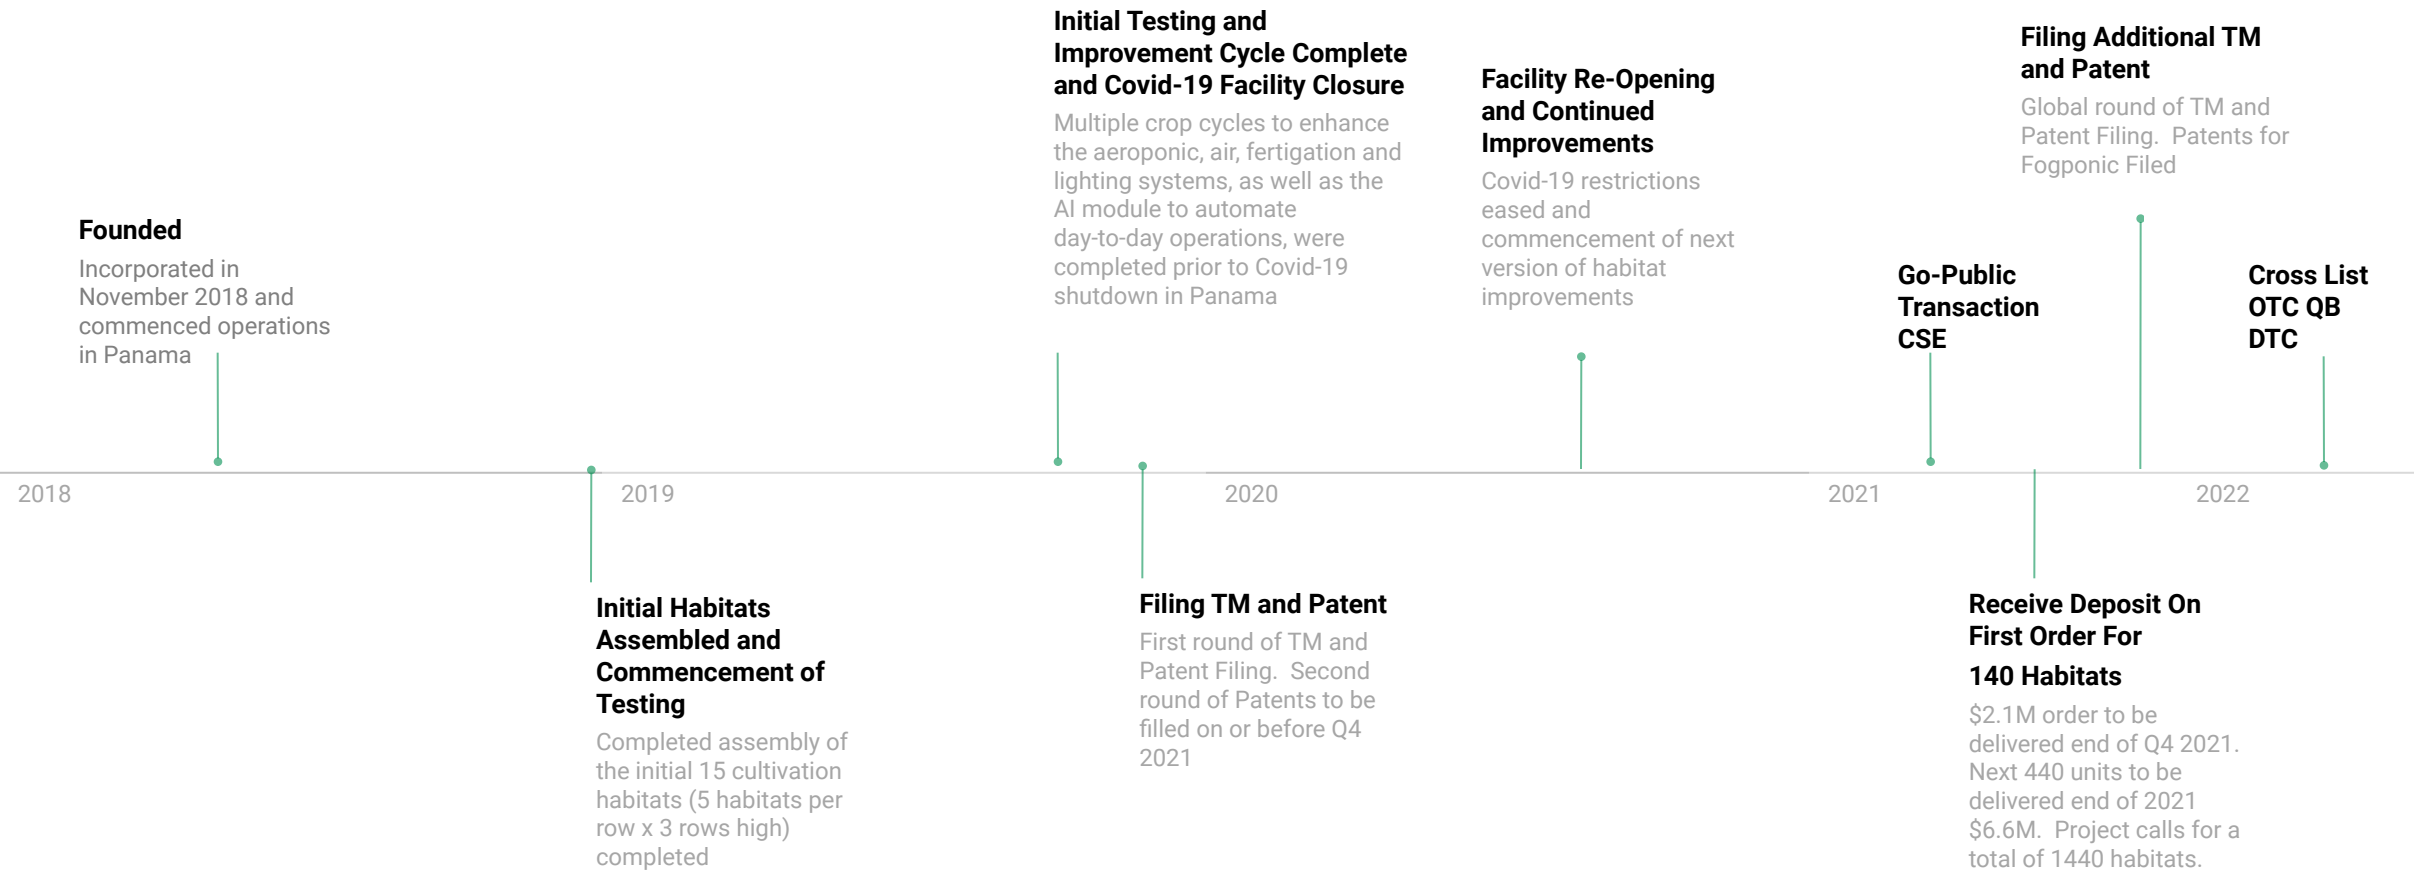 Founded
Incorporated in
November 2018 and
commenced operations
in Panama
Initial Testing and
Improvement Cycle Complete
and Covid-19 Facility Closure
Multiple crop cycles to enhance
the aeroponic, air, fertigation and
lighting systems, as well as the
AI module to automate
day-to-day operations, were
completed prior to Covid-19
shutdown in Panama
Facility Re-Opening
and Continued
Improvements
Covid-19 restrictions
eased and
commencement of next
version of habitat
improvements
Go-Public
Transaction
CSE
Filing Additional TM
and Patent
Global round of TM and
Patent Filing.  Patents for
Fogponic Filed
Cross List
OTC QB
DTC
2018
2019
2020
2021
2022
Initial Habitats
Assembled and
Commencement of
Testing
Completed assembly of
the initial 15 cultivation
habitats (5 habitats per
row x 3 rows high)
completed
Filing TM and Patent
First round of TM and
Patent Filing.  Second
round of Patents to be
filled on or before Q4
2021
Receive Deposit On
First Order For
140 Habitats
$2.1M order to be
delivered end of Q4 2021.
Next 440 units to be
delivered end of 2021
$6.6M.  Project calls for a
total of 1440 habitats.